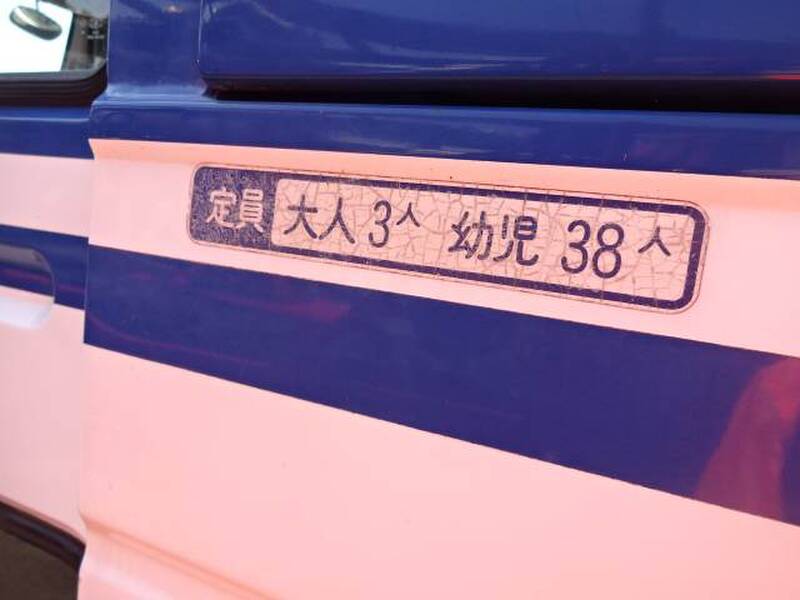 定員 大人 3人 幼児 38人